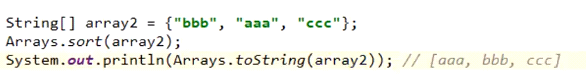 String[] array2 = {"bbb", "aaa", "ccc"};
Arrays.sort(array2);
System.out.println(Arrays.toString(array2)); // [aaa, bbb, ccc]